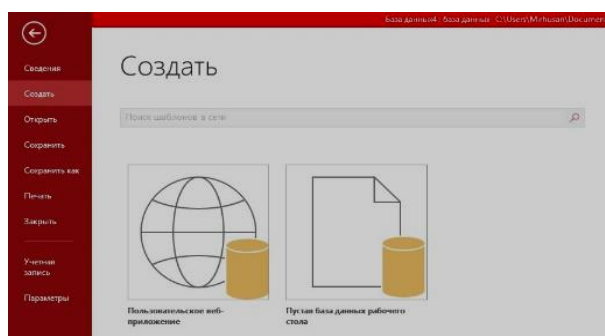 База данных4 : база данных- C:\Users\Mirhusan\Documen
Сведения
Создать
Создать
Открыть
Поиск шаблонов в сети
Сохранить
Сохранить как
Печать
Закрыть
Учетная
запись
Параметры
Пользовательское веб-
приложение
Пустая база данных рабочего
стола